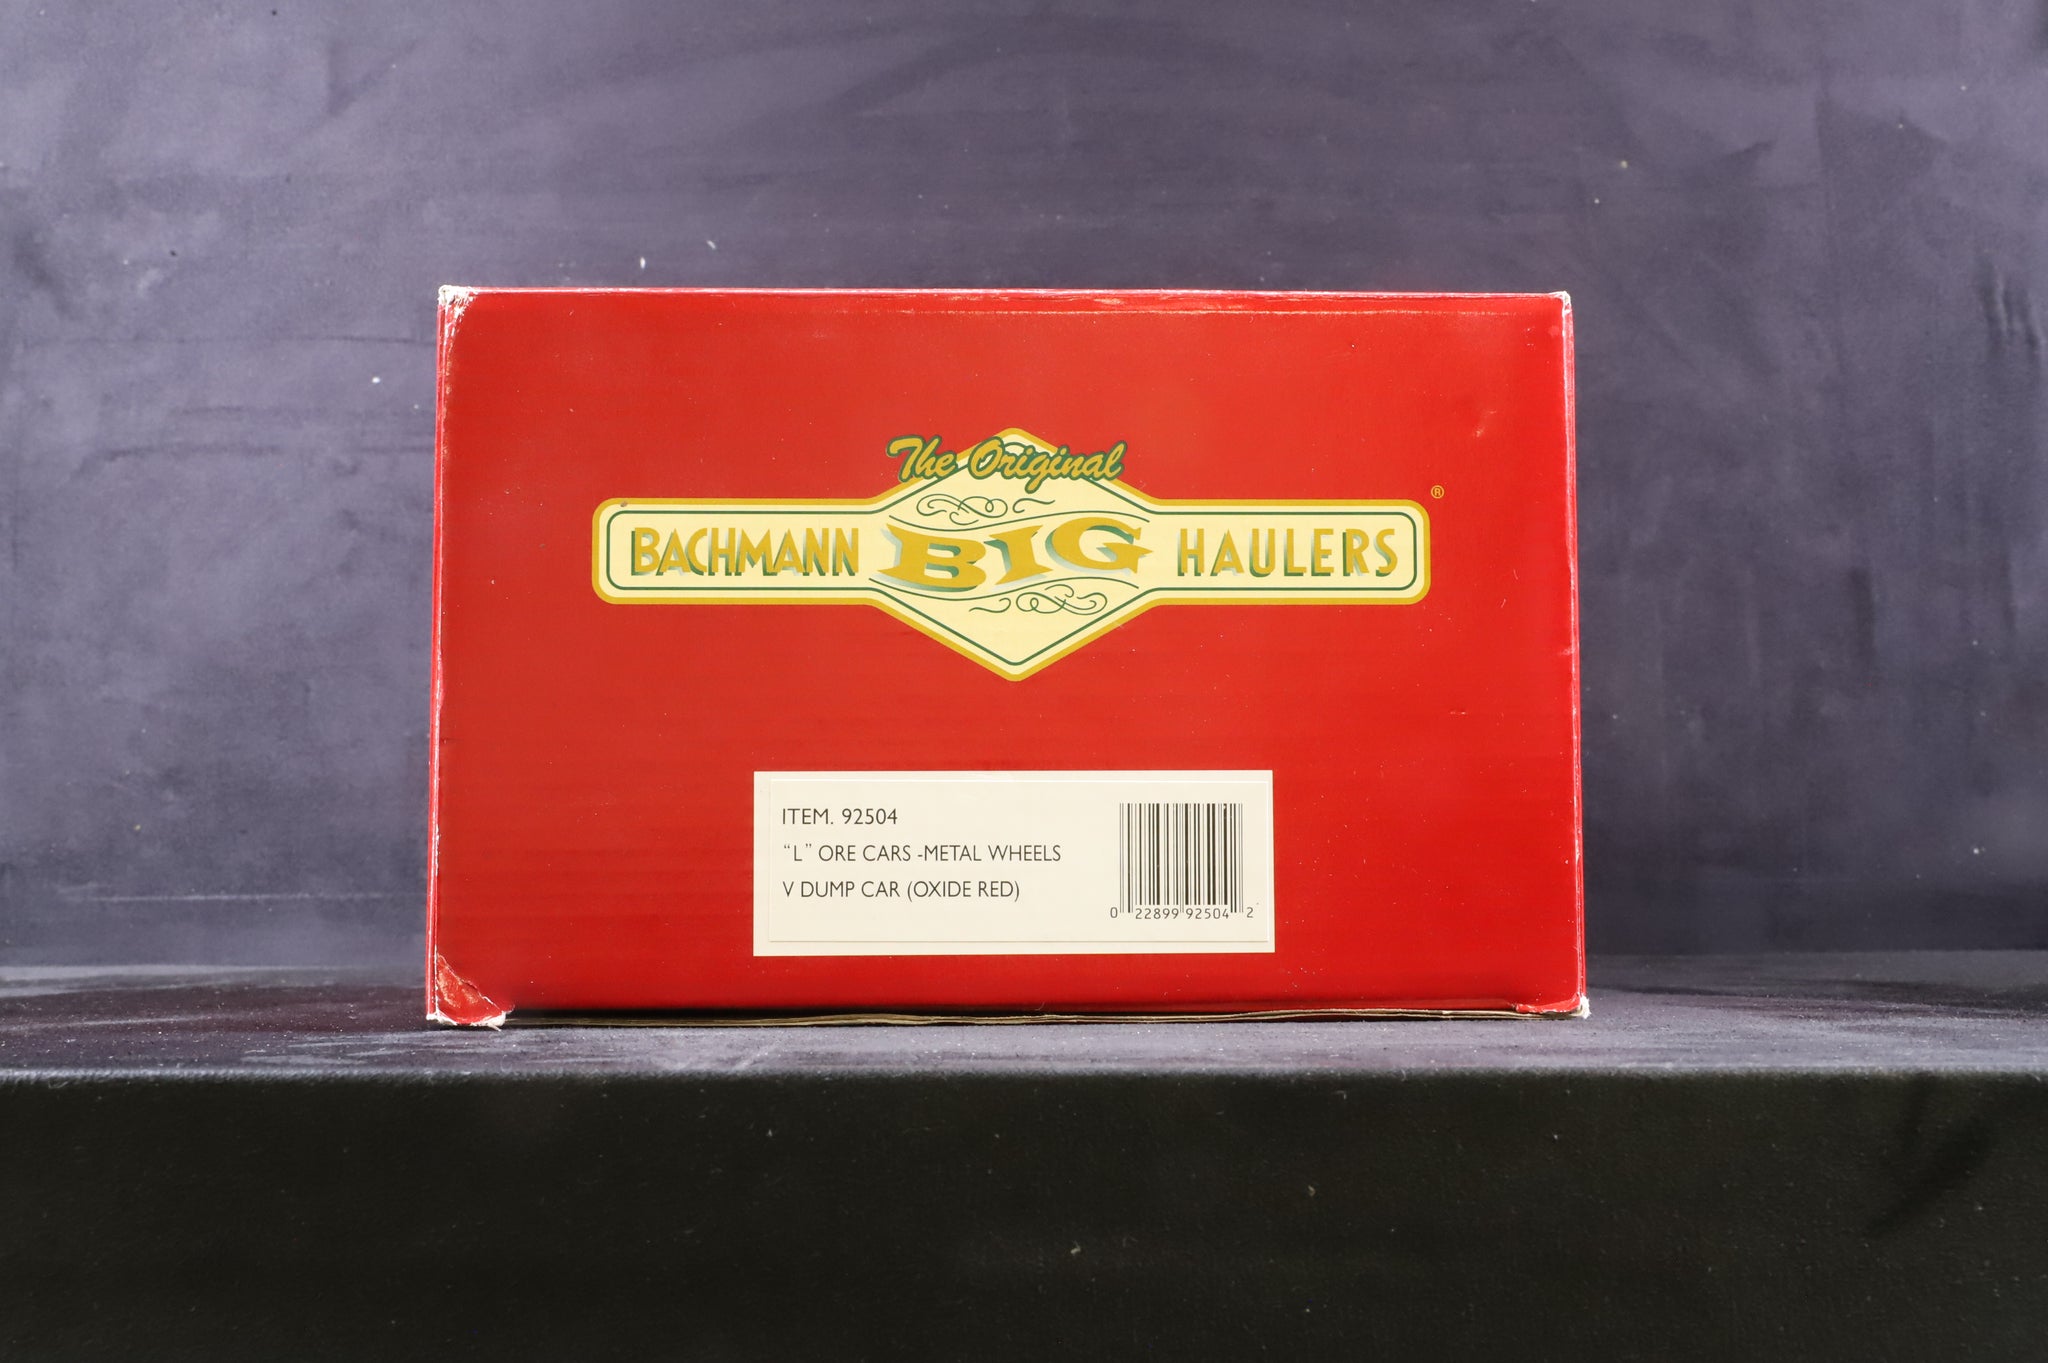 The Original
BACHMANN BIG HAULERS ®
ITEM. 92504
“L” ORE CARS -METAL WHEELS
V DUMP CAR (OXIDE RED)
0 22899 92504 2